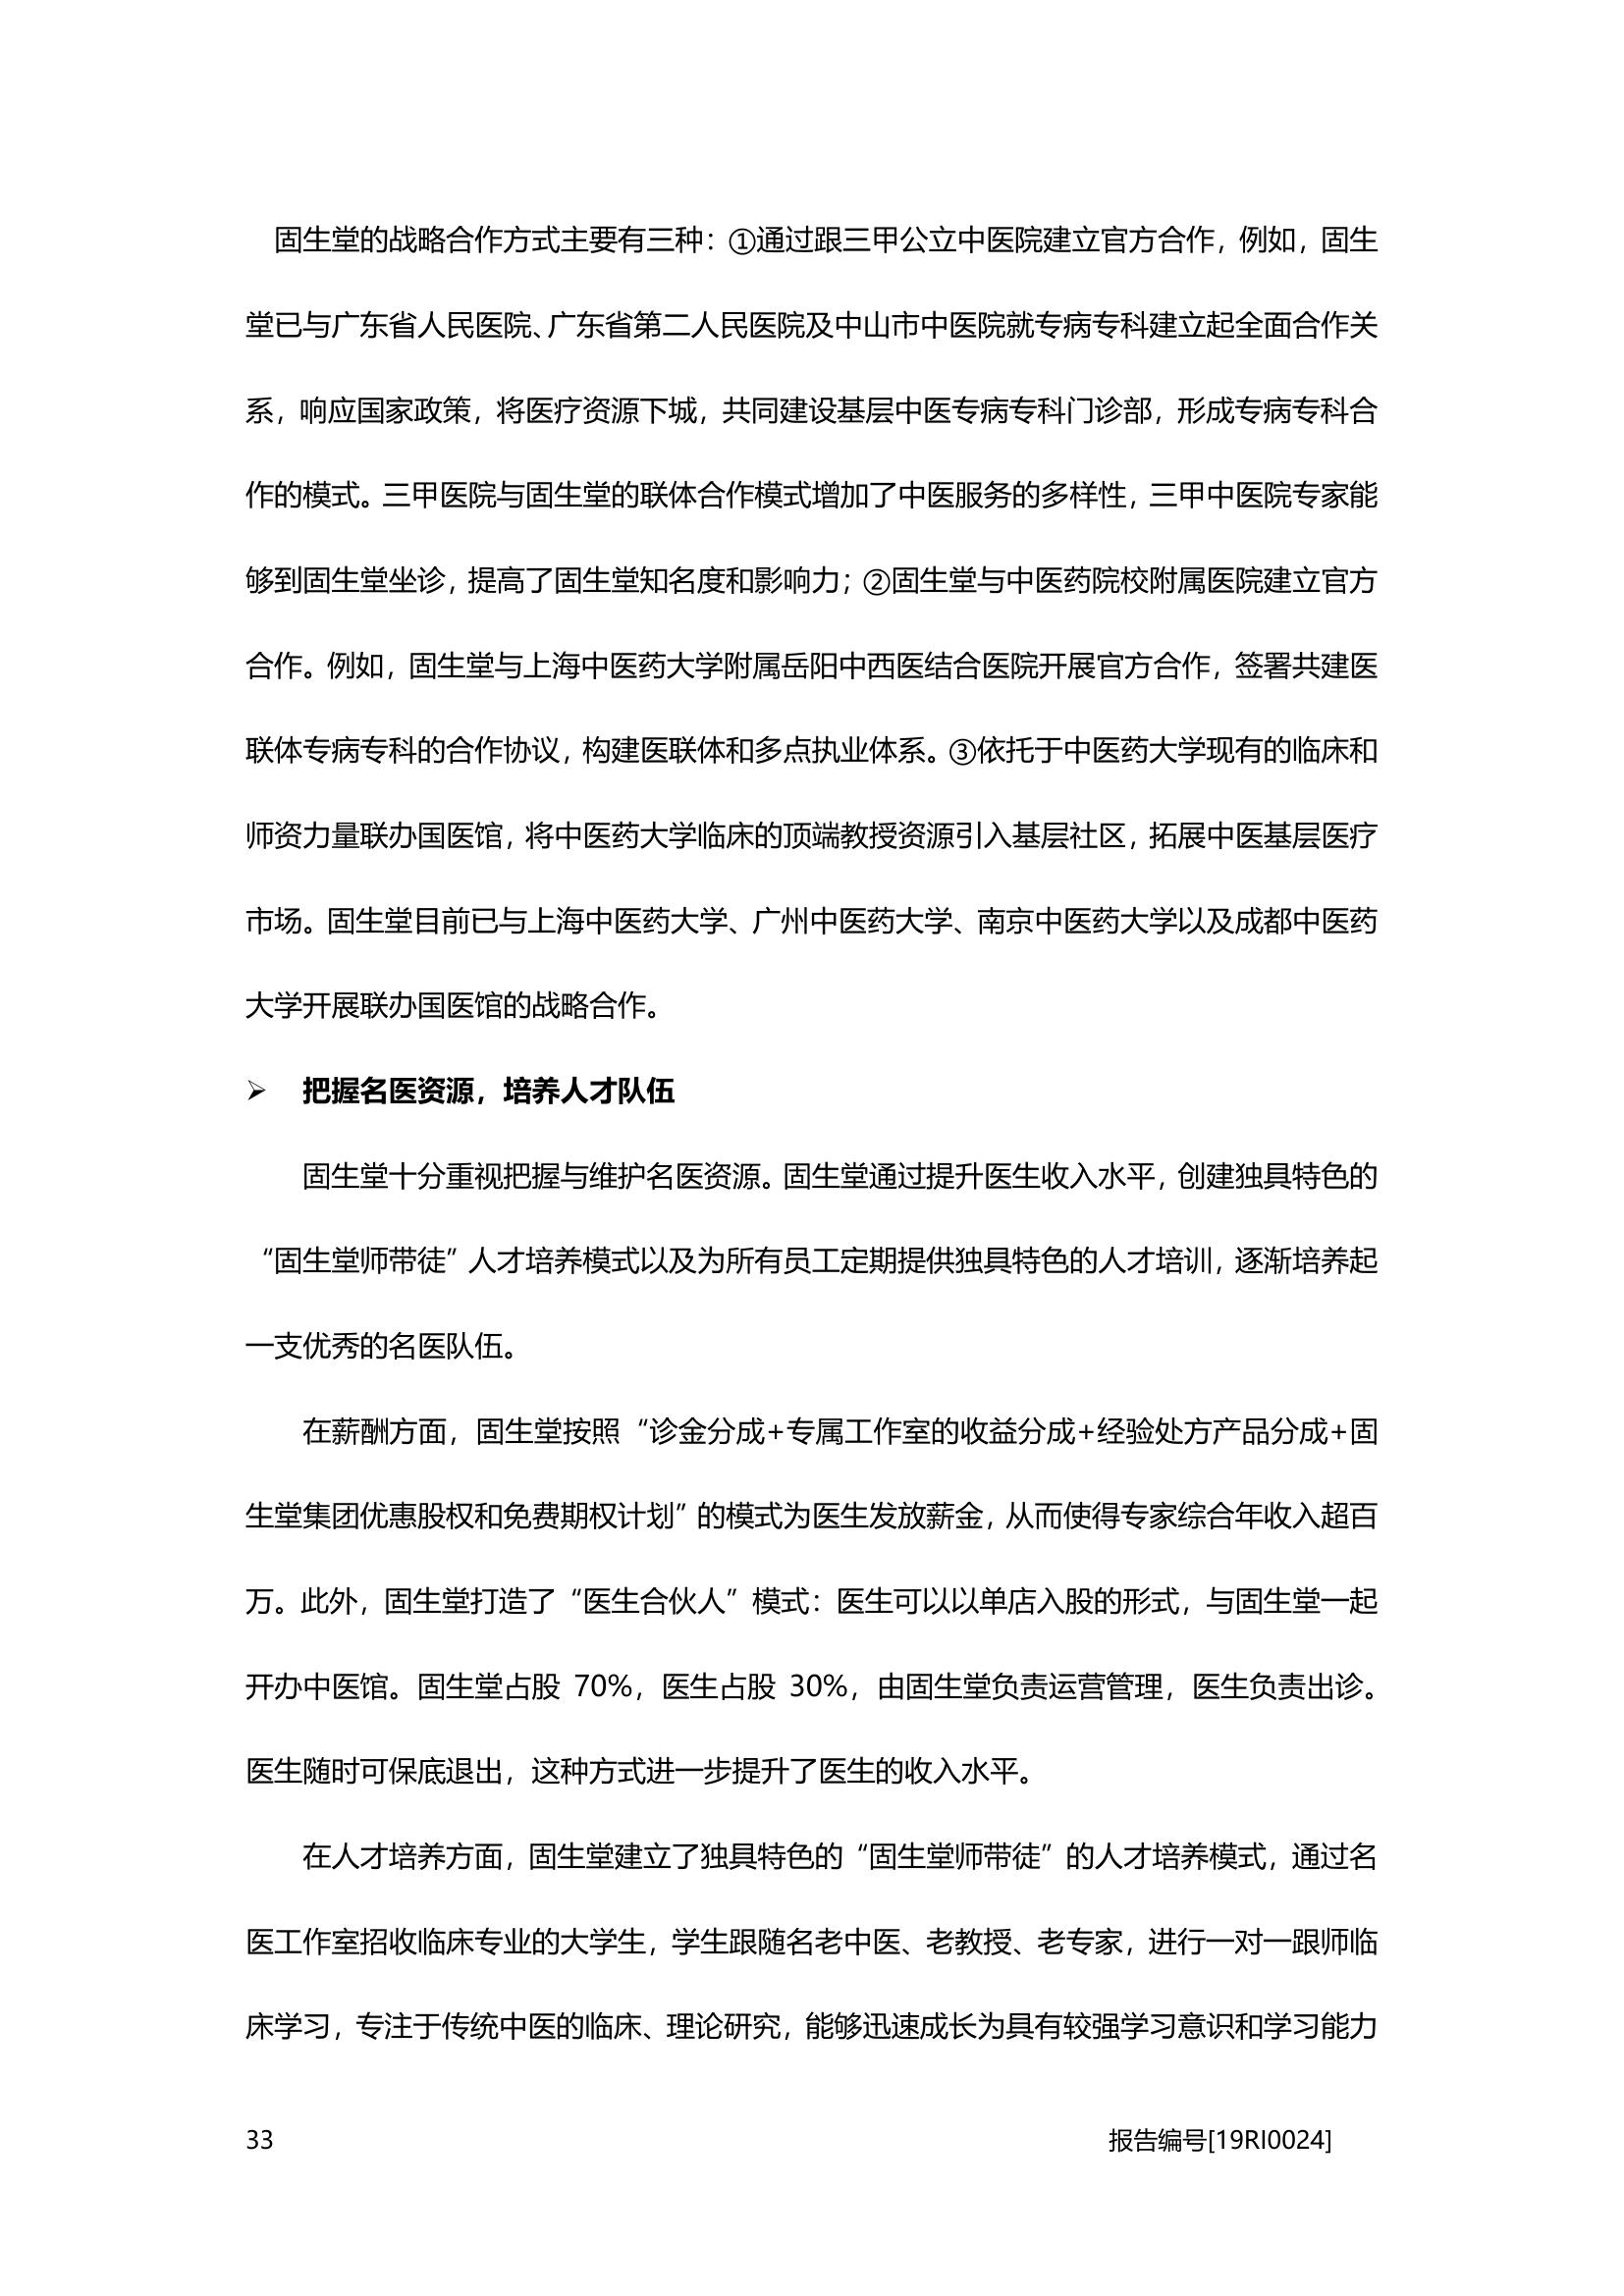 固生堂的战略合作方式主要有三种：①通过跟三甲公立中医院建立官方合作，例如，固生
堂已与广东省人民医院、广东省第二人民医院及中山市中医院就专病专科建立起全面合作关
系，响应国家政策，将医疗资源下城，共同建设基层中医专病专科门诊部，形成专病专科合
作的模式。三甲医院与固生堂的联体合作模式增加了中医服务的多样性，三甲中医院专家能
够到固生堂坐诊，提高了固生堂知名度和影响力；②固生堂与中医药院校附属医院建立官方
合作。例如，固生堂与上海中医药大学附属岳阳中西医结合医院开展官方合作，签署共建医
联体专病专科的合作协议，构建医联体和多点执业体系。③依托于中医药大学现有的临床和
师资力量联办国医馆，将中医药大学临床的顶端教授资源引入基层社区，拓展中医基层医疗
市场。固生堂目前已与上海中医药大学、广州中医药大学、南京中医药大学以及成都中医药
大学开展联办国医馆的战略合作。
➢ 把握名医资源，培养人才队伍
固生堂十分重视把握与维护名医资源。固生堂通过提升医生收入水平，创建独具特色的
“固生堂师带徒”人才培养模式以及为所有员工定期提供独具特色的人才培训，逐渐培养起
一支优秀的名医队伍。
在薪酬方面，固生堂按照“诊金分成+专属工作室的收益分成+经验处方产品分成+固
生堂集团优惠股权和免费期权计划”的模式为医生发放薪金，从而使得专家综合年收入超百
万。此外，固生堂打造了“医生合伙人”模式：医生可以以单店入股的形式，与固生堂一起
开办中医馆。固生堂占股 70%，医生占股 30%，由固生堂负责运营管理，医生负责出诊。
医生随时可保底退出，这种方式进一步提升了医生的收入水平。
在人才培养方面，固生堂建立了独具特色的“固生堂师带徒”的人才培养模式，通过名
医工作室招收临床专业的大学生，学生跟随名老中医、老教授、老专家，进行一对一跟师临
床学习，专注于传统中医的临床、理论研究，能够迅速成长为具有较强学习意识和学习能力
33 报告编号[19RI0024]